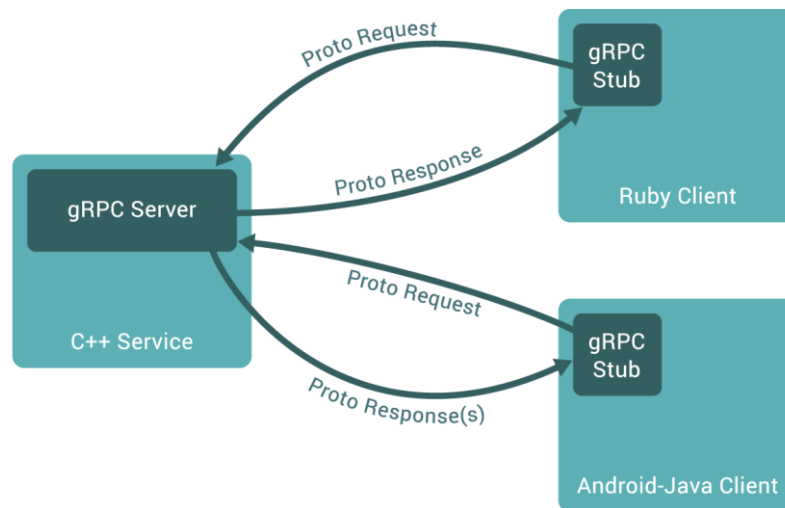 Proto Request
gRPC
Stub
Ruby Client
Proto Response
gRPC Server
C++ Service
Proto Request
gRPC
Stub
Proto Response(s)
Android-Java Client